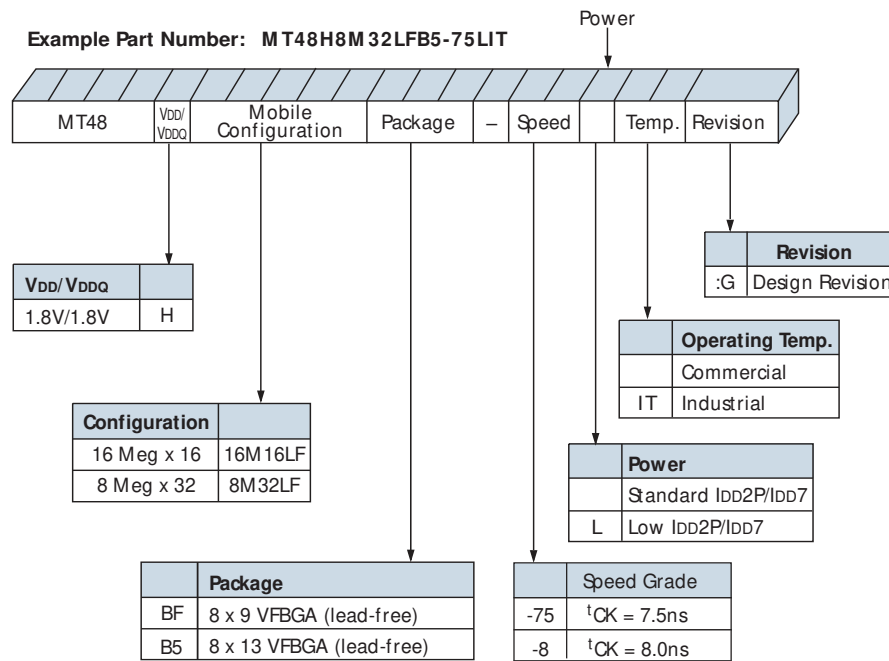 Power
Example Part Number: MT48H8M32LFB5-75LIT
MT48 VDD/VDDQ Mobile Configuration Package – Speed Temp. Revision
Revision
:G Design Revision
VDD/VDDQ
1.8V/1.8V H
Operating Temp.
Commercial
IT Industrial
Configuration
16 Meg x 16 16M16LF
8 Meg x 32 8M32LF
Power
Standard IDD2P/IDD7
L Low IDD2P/IDD7
Package
BF 8 x 9 VFBGA (lead-free)
B5 8 x 13 VFBGA (lead-free)
Speed Grade
-75 tCK = 7.5ns
-8 tCK = 8.0ns